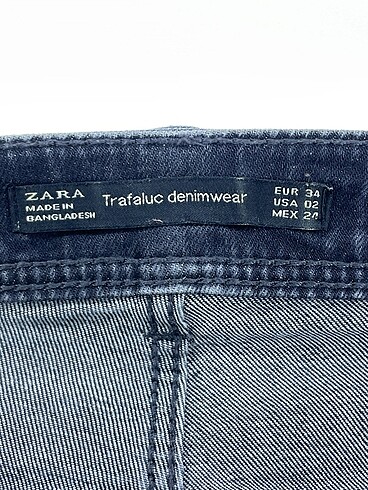 ZARA
MADE IN
BANGLADESH
Trafaluc denimwear
EUR 34
USA 02
MEX 24